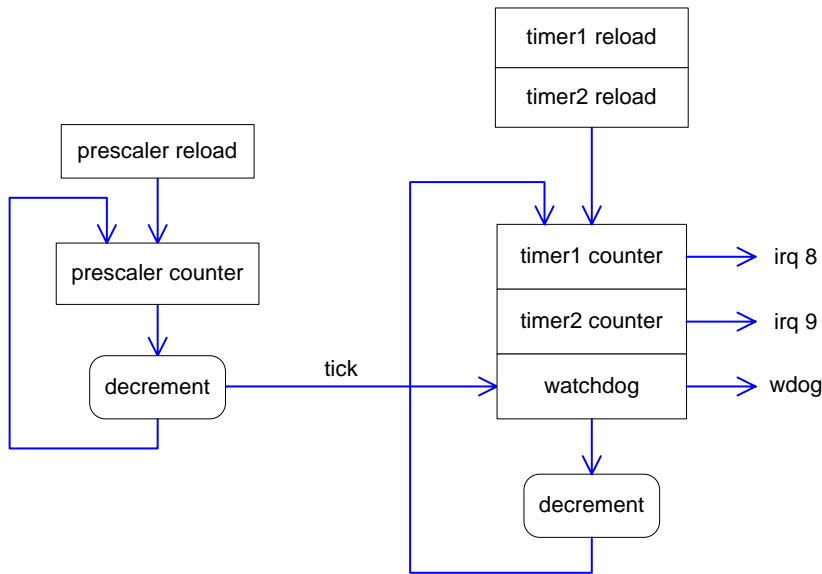 timer1 reload
timer2 reload
prescaler reload
prescaler counter
timer1 counter
irq 8
timer2 counter
irq 9
decrement
tick
watchdog
wdog
decrement